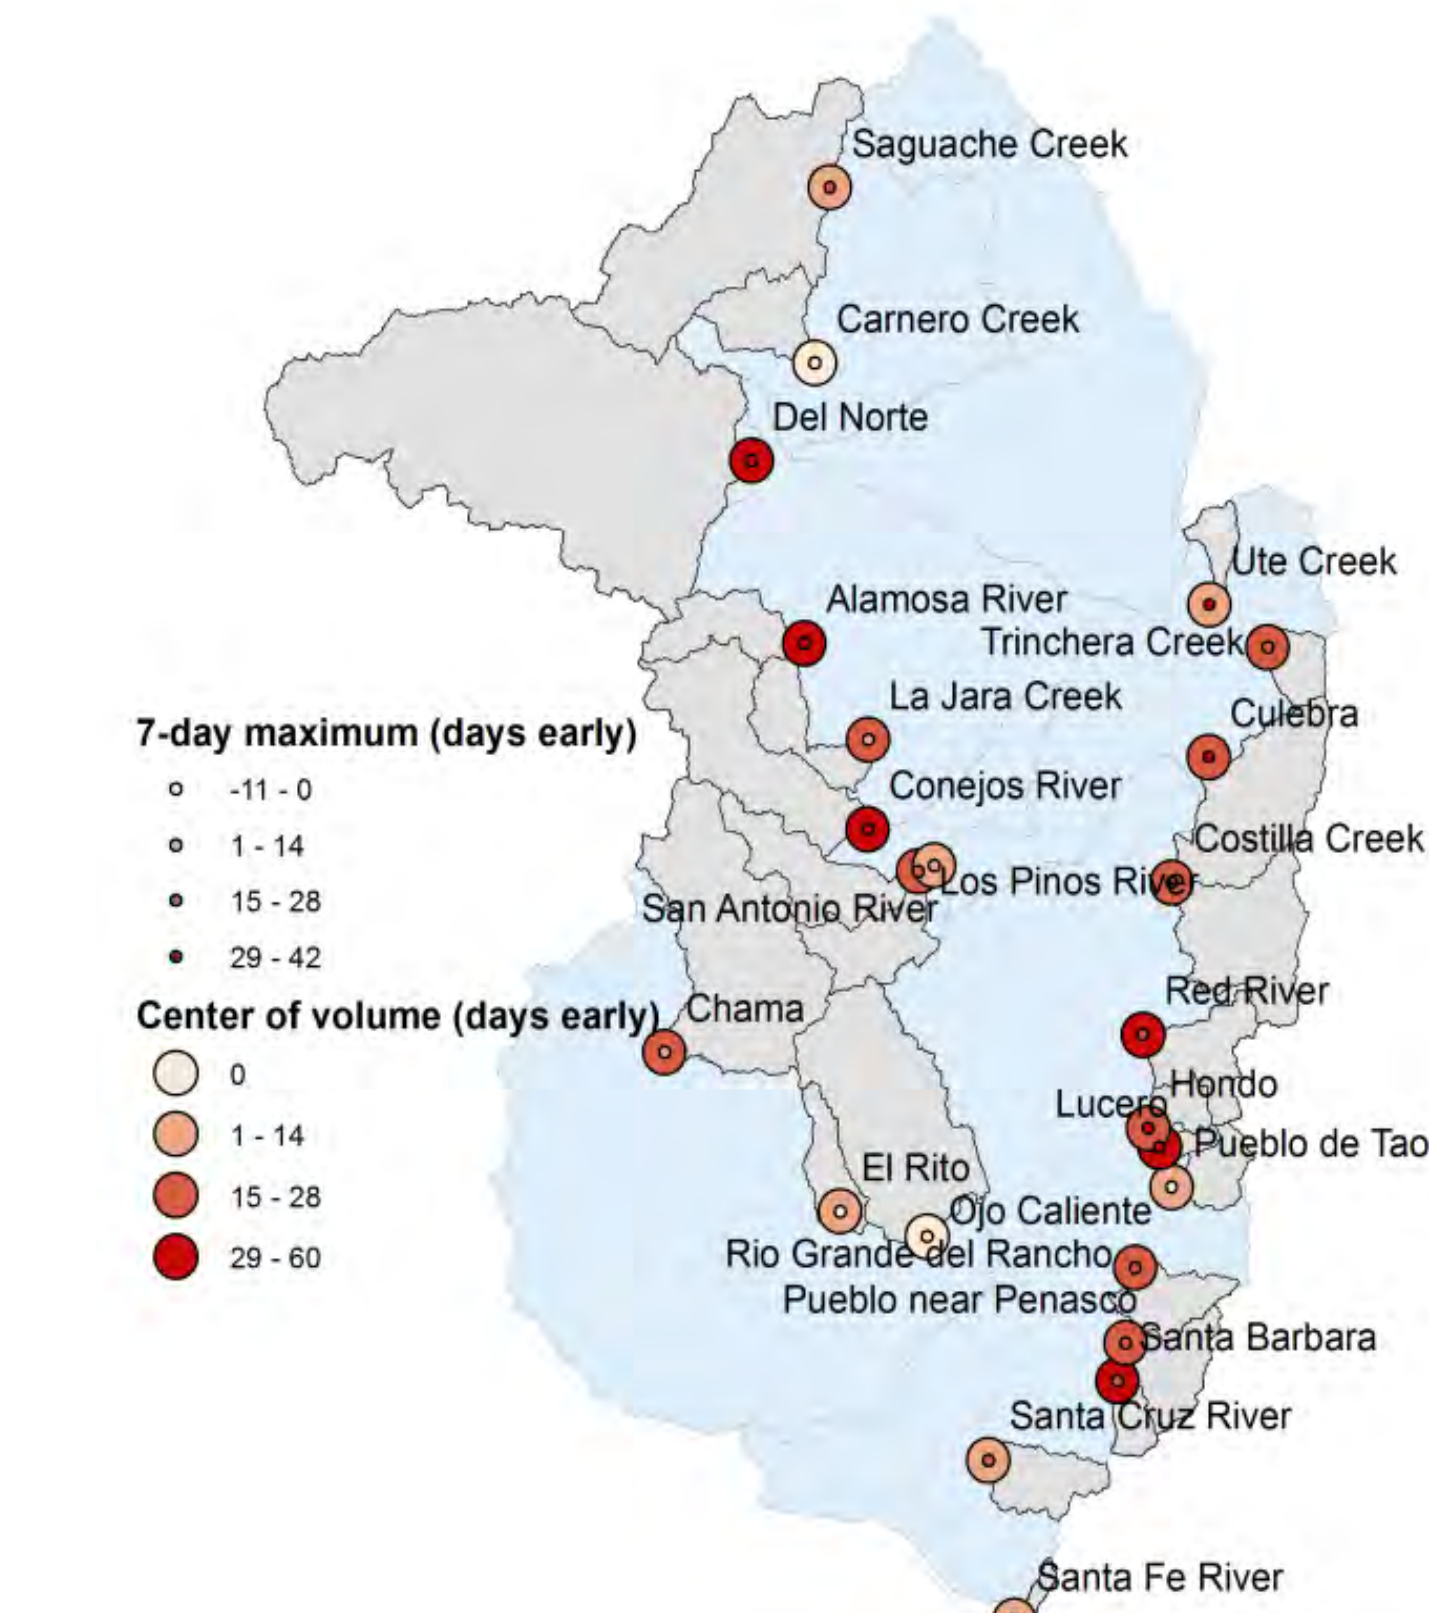 Saguache Creek
Carnero Creek
Del Norte
Ute Creek
Alamosa River
Trinchera Creek
La Jara Creek
Culebra
7-day maximum (days early)
-11 - 0
1 - 14
15 - 28
29 - 42
Conejos River
Costilla Creek
Los Pinos River
San Antonio River
Red River
Chama
Center of volume (days early)
0
1 - 14
15 - 28
29 - 60
Hondo
Lucero
Pueblo de Tao
El Rito
Ojo Caliente
Rio Grande del Rancho
Pueblo near Penasco
Santa Barbara
Santa Cruz River
Santa Fe River